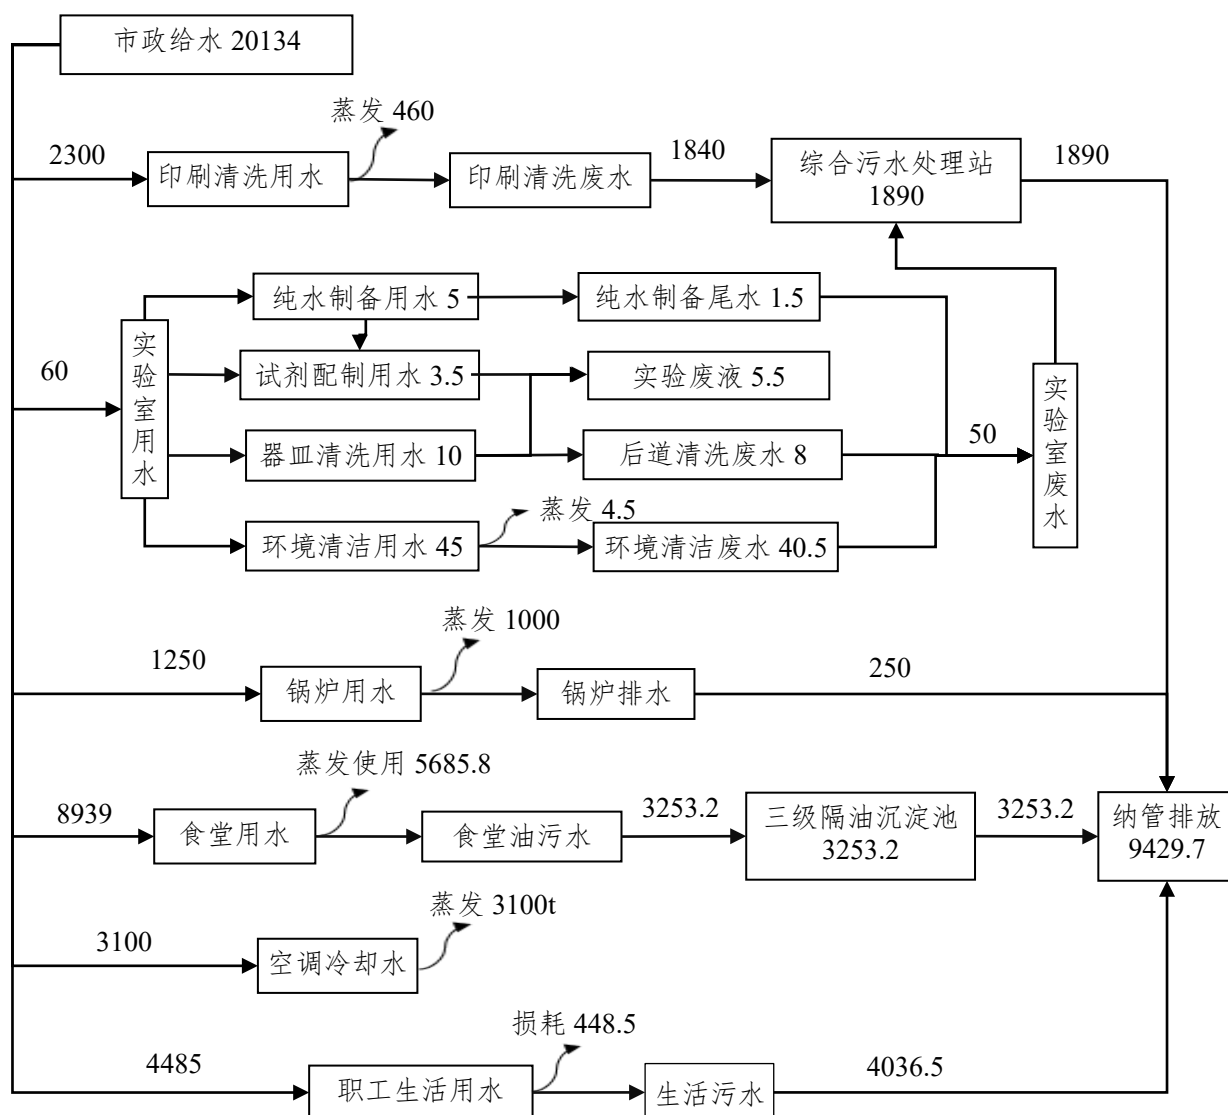 市政给水 20134
蒸发 460
2300
印刷清洗用水
印刷清洗废水
1840
综合污水处理站
1890
1890
纯水制备用水 5
纯水制备尾水 1.5
60
实验室用水
试剂配制用水 3.5
实验废液 5.5
器皿清洗用水 10
后道清洗废水 8
50
实验室废水
蒸发 4.5
环境清洁用水 45
环境清洁废水 40.5
蒸发 1000
1250
锅炉用水
锅炉排水
250
蒸发使用 5685.8
8939
食堂用水
食堂油污水
3253.2
三级隔油沉淀池
3253.2
3253.2
纳管排放
9429.7
蒸发 3100t
3100
空调冷却水
损耗 448.5
4485
职工生活用水
生活污水
4036.5